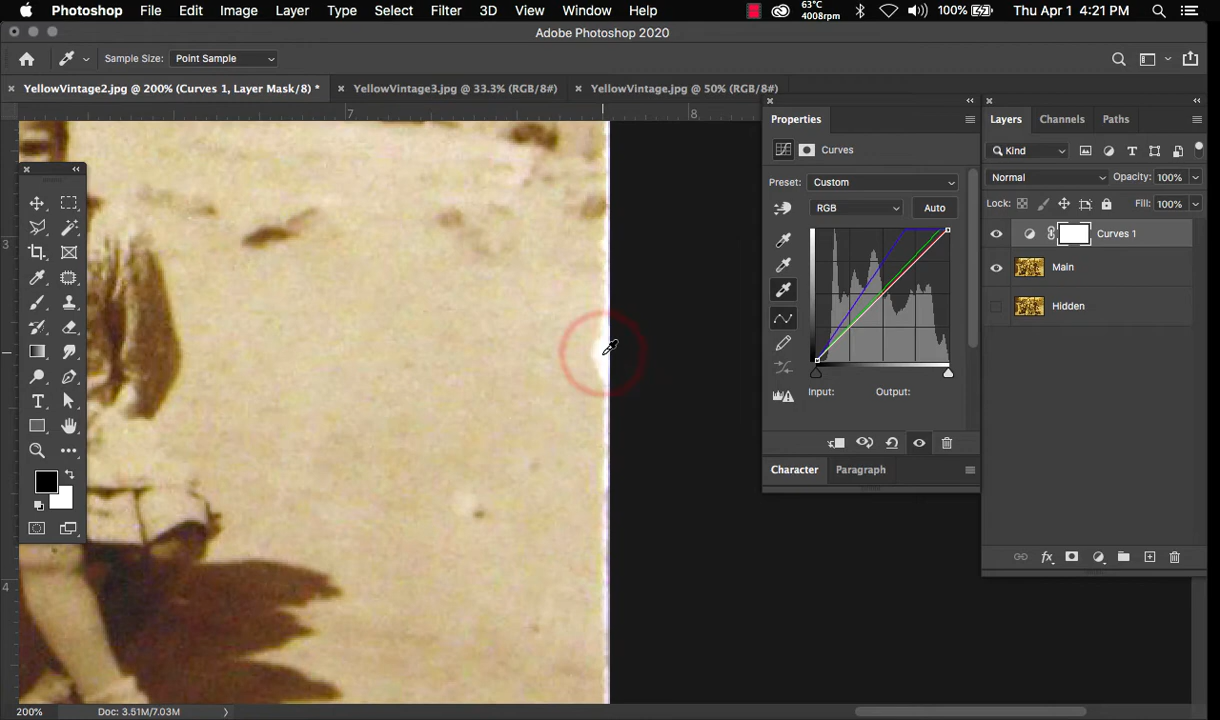 Photoshop File Edit Image Layer Type Select Filter 3D View Window Help 63°C 4008rpm 100% Thu Apr 1 4:21 PM
Adobe Photoshop 2020
Sample Size: Point Sample
YellowVintage2.jpg @ 200% (Curves 1, Layer Mask/8) * YellowVintage3.jpg @ 33.3% (RGB/8#) YellowVintage.jpg @ 50% (RGB/8#)
7 8
3
4
Properties
Curves
Preset: Custom
RGB Auto
Input: Output:
Character Paragraph
Layers Channels Paths
Kind
Normal Opacity: 100%
Lock: Fill: 100%
Curves 1
Main
Hidden
fx
200% Doc: 3.51M/7.03M